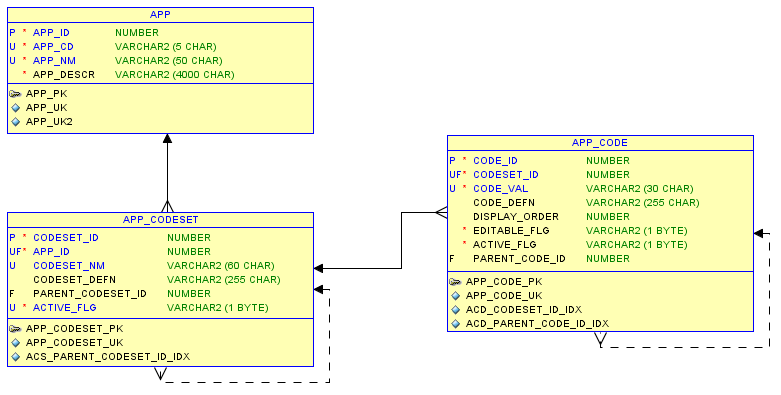 APP
P * APP_ID NUMBER
U * APP_CD VARCHAR2 (5 CHAR)
U * APP_NM VARCHAR2 (50 CHAR)
* APP_DESCR VARCHAR2 (4000 CHAR)
APP_PK
APP_UK
APP_UK2
APP_CODESET
P * CODESET_ID NUMBER
UF* APP_ID NUMBER
U CODESET_NM VARCHAR2 (60 CHAR)
CODESET_DEFN VARCHAR2 (255 CHAR)
F PARENT_CODESET_ID NUMBER
U * ACTIVE_FLG VARCHAR2 (1 BYTE)
APP_CODESET_PK
APP_CODESET_UK
ACS_PARENT_CODESET_ID_IDX
APP_CODE
P * CODE_ID NUMBER
UF* CODESET_ID NUMBER
U * CODE_VAL VARCHAR2 (30 CHAR)
CODE_DEFN VARCHAR2 (255 CHAR)
DISPLAY_ORDER NUMBER
* EDITABLE_FLG VARCHAR2 (1 BYTE)
* ACTIVE_FLG VARCHAR2 (1 BYTE)
F PARENT_CODE_ID NUMBER
APP_CODE_PK
APP_CODE_UK
ACD_CODESET_ID_IDX
ACD_PARENT_CODE_ID_IDX